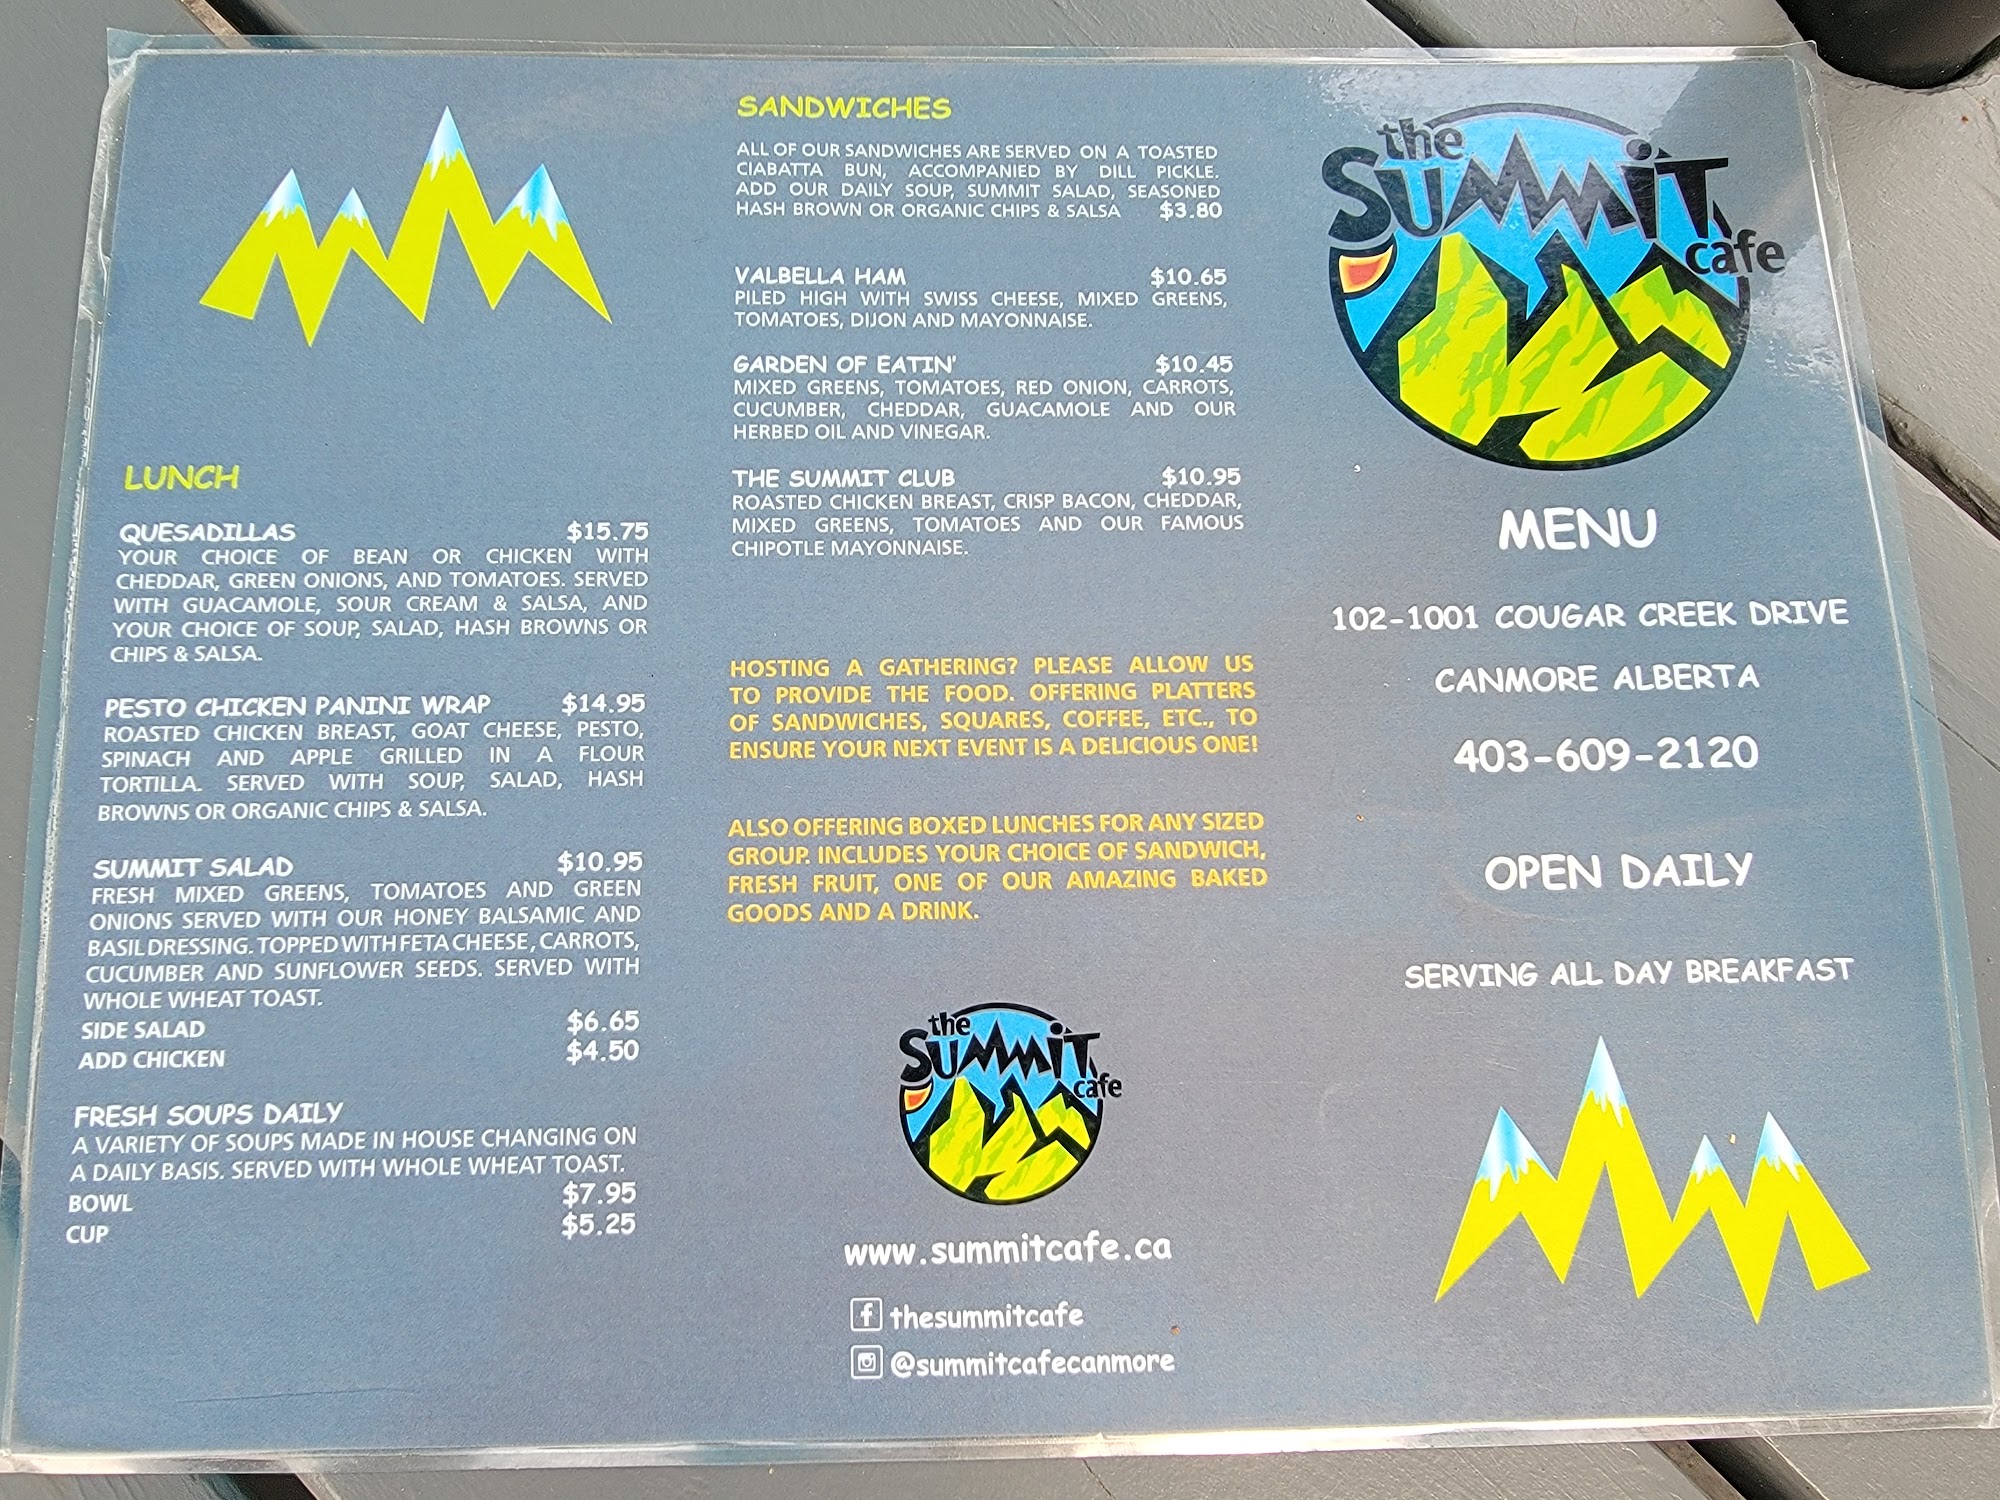 LUNCH
QUESADILLAS $15.75
YOUR CHOICE OF BEAN OR CHICKEN WITH
CHEDDAR, GREEN ONIONS, AND TOMATOES. SERVED
WITH GUACAMOLE, SOUR CREAM & SALSA, AND
YOUR CHOICE OF SOUP, SALAD, HASH BROWNS OR
CHIPS & SALSA.
PESTO CHICKEN PANINI WRAP $14.95
ROASTED CHICKEN BREAST, GOAT CHEESE, PESTO,
SPINACH AND APPLE GRILLED IN A FLOUR
TORTILLA. SERVED WITH SOUP, SALAD, HASH
BROWNS OR ORGANIC CHIPS & SALSA.
SUMMIT SALAD $10.95
FRESH MIXED GREENS, TOMATOES AND GREEN
ONIONS SERVED WITH OUR HONEY BALSAMIC AND
BASIL DRESSING. TOPPED WITH FETA CHEESE, CARROTS,
CUCUMBER AND SUNFLOWER SEEDS. SERVED WITH
WHOLE WHEAT TOAST.
SIDE SALAD $6.65
ADD CHICKEN $4.50
FRESH SOUPS DAILY
A VARIETY OF SOUPS MADE IN HOUSE CHANGING ON
A DAILY BASIS. SERVED WITH WHOLE WHEAT TOAST.
BOWL $7.95
CUP $5.25
SANDWICHES
ALL OF OUR SANDWICHES ARE SERVED ON A TOASTED
CIABATTA BUN, ACCOMPANIED BY DILL PICKLE.
ADD OUR DAILY SOUP, SUMMIT SALAD, SEASONED
HASH BROWN OR ORGANIC CHIPS & SALSA $3.80
VALBELLA HAM $10.65
PILED HIGH WITH SWISS CHEESE, MIXED GREENS,
TOMATOES, DIJON AND MAYONNAISE.
GARDEN OF EATIN' $10.45
MIXED GREENS, TOMATOES, RED ONION, CARROTS,
CUCUMBER, CHEDDAR, GUACAMOLE AND OUR
HERBED OIL AND VINEGAR.
THE SUMMIT CLUB $10.95
ROASTED CHICKEN BREAST, CRISP BACON, CHEDDAR,
MIXED GREENS, TOMATOES AND OUR FAMOUS
CHIPOTLE MAYONNAISE.
HOSTING A GATHERING? PLEASE ALLOW US
TO PROVIDE THE FOOD. OFFERING PLATTERS
OF SANDWICHES, SQUARES, COFFEE, ETC., TO
ENSURE YOUR NEXT EVENT IS A DELICIOUS ONE!
ALSO OFFERING BOXED LUNCHES FOR ANY SIZED
GROUP. INCLUDES YOUR CHOICE OF SANDWICH,
FRESH FRUIT, ONE OF OUR AMAZING BAKED
GOODS AND A DRINK.
the
SUMMiT
cafe
www.summitcafe.ca
thesummitcafe
@summitcafecanmore
the
SUMMiT
cafe
MENU
102-1001 COUGAR CREEK DRIVE
CANMORE ALBERTA
403-609-2120
OPEN DAILY
SERVING ALL DAY BREAKFAST